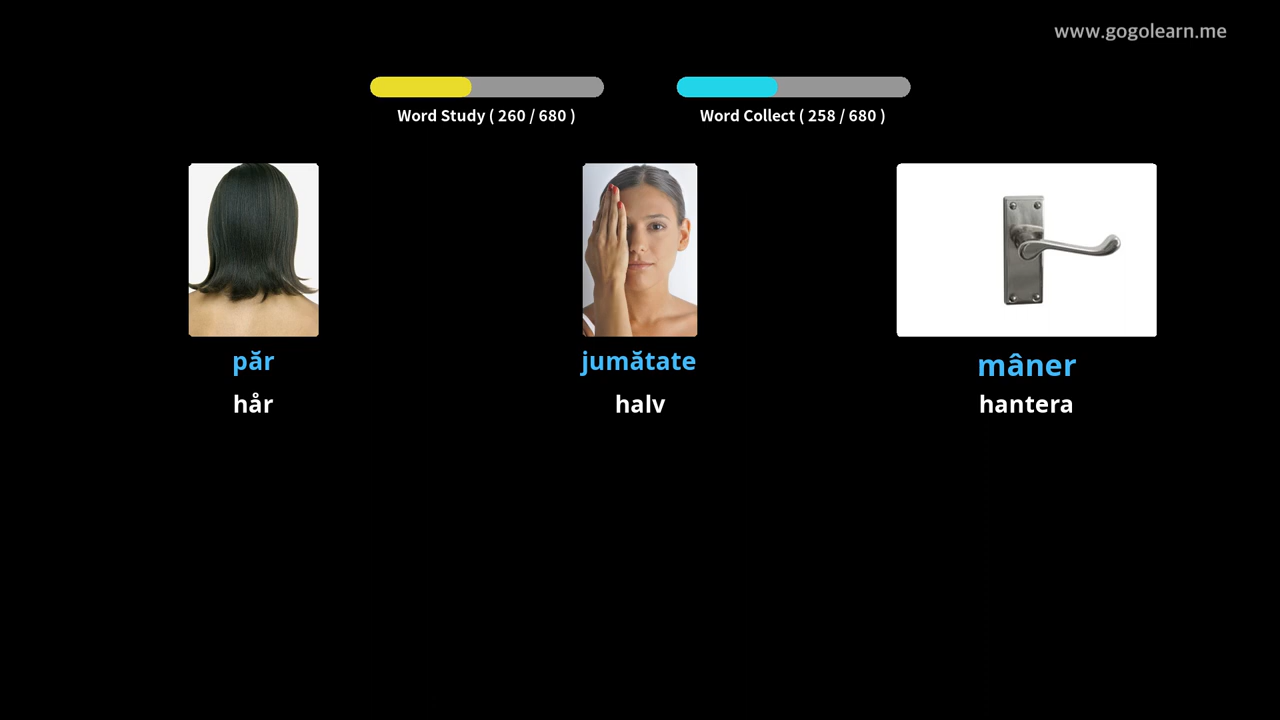 www.gogolearn.me
Word Study ( 260 / 680 )
Word Collect ( 258 / 680 )
păr
jumătate
mâner
hår
halv
hantera